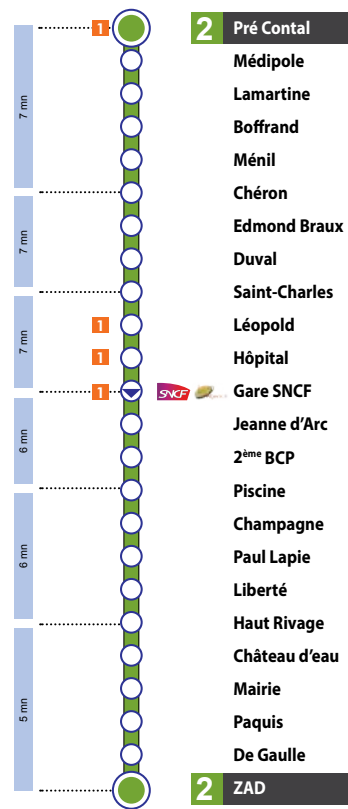 1 2 Pré Contal
Médipole
Lamartine
Boffrand
7 mn
Ménil
Chéron
Edmond Braux
7 mn
Duval
Saint-Charles
1 Léopold
7 mn
1 Hôpital
1 SNCF Gare SNCF
Jeanne d'Arc
6 mn
2ème BCP
Piscine
Champagne
6 mn
Paul Lapie
Liberté
Haut Rivage
Château d'eau
Mairie
5 mn
Paquis
De Gaulle
2 ZAD